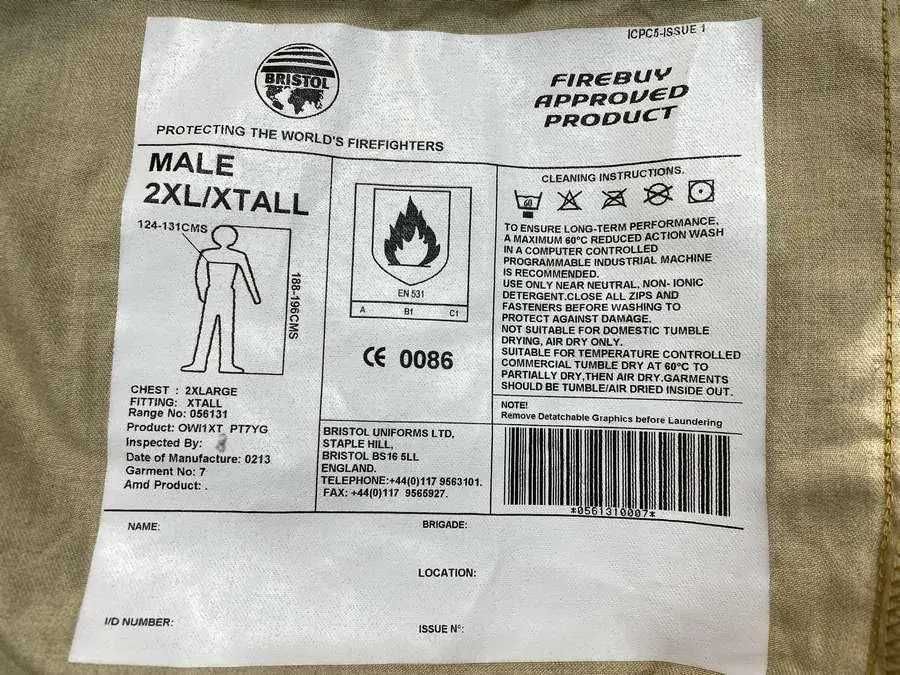 ICPC5-ISSUE 1
BRISTOL
PROTECTING THE WORLD'S FIREFIGHTERS
FIREBUY
APPROVED
PRODUCT
MALE
2XL/XTALL
124-131CMS
188-196CMS
CHEST : 2XLARGE
FITTING: XTALL
Range No: 056131
Product: OWI1XT_PT7YG
Inspected By:
Date of Manufacture: 0213
Garment No: 7
Amd Product: .
EN 531
A B1 C1
CE 0086
BRISTOL UNIFORMS LTD,
STAPLE HILL,
BRISTOL BS16 5LL
ENGLAND.
TELEPHONE:+44(0)117 9563101.
FAX: +44(0)117 9565927.
CLEANING INSTRUCTIONS.
60
TO ENSURE LONG-TERM PERFORMANCE,
A MAXIMUM 60°C REDUCED ACTION WASH
IN A COMPUTER CONTROLLED
PROGRAMMABLE INDUSTRIAL MACHINE
IS RECOMMENDED.
USE ONLY NEAR NEUTRAL, NON- IONIC
DETERGENT.CLOSE ALL ZIPS AND
FASTENERS BEFORE WASHING TO
PROTECT AGAINST DAMAGE.
NOT SUITABLE FOR DOMESTIC TUMBLE
DRYING, AIR DRY ONLY.
SUITABLE FOR TEMPERATURE CONTROLLED
COMMERCIAL TUMBLE DRY AT 60°C TO
PARTIALLY DRY,THEN AIR DRY.GARMENTS
SHOULD BE TUMBLE/AIR DRIED INSIDE OUT.
NOTE!
Remove Detatchable Graphics before Laundering
*0561310007*
NAME:
BRIGADE:
LOCATION:
I/D NUMBER:
ISSUE Nº: